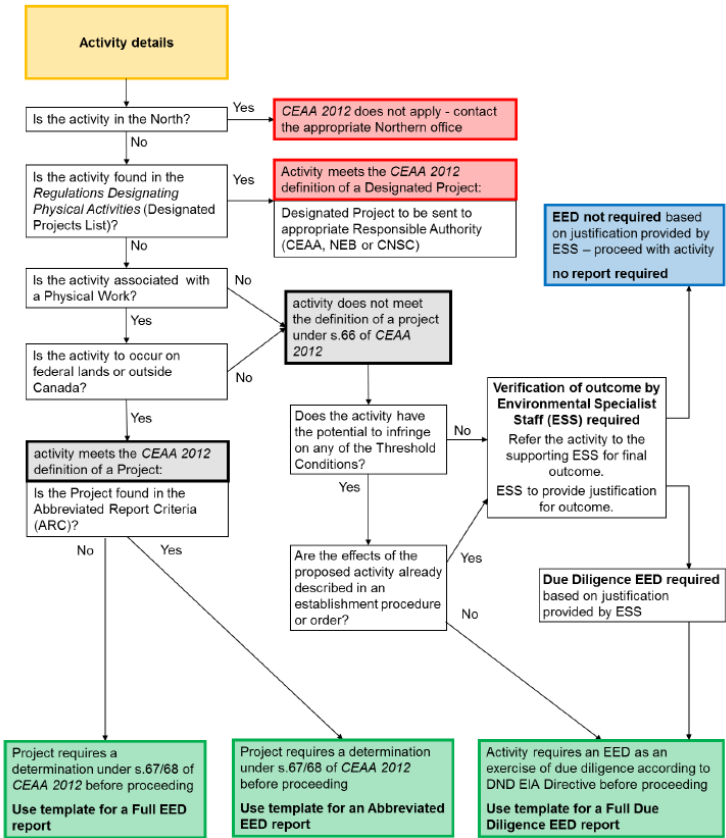 Activity details
Is the activity in the North?
Yes
CEAA 2012 does not apply - contact
the appropriate Northern office
No
Is the activity found in the
Regulations Designating
Physical Activities (Designated
Projects List)?
Yes
Activity meets the CEAA 2012
definition of a Designated Project:
Designated Project to be sent to
appropriate Responsible Authority
(CEAA, NEB or CNSC)
EED not required based
on justification provided by
ESS – proceed with activity
no report required
No
Is the activity associated with
a Physical Work?
No
Yes
activity does not meet
the definition of a project
under s.66 of CEAA
2012
Is the activity to occur on
federal lands or outside
Canada?
No
Yes
Does the activity have
the potential to infringe
on any of the Threshold
Conditions?
No
Verification of outcome by
Environmental Specialist
Staff (ESS) required
Refer the activity to the
supporting ESS for final
outcome.
ESS to provide justification
for outcome.
activity meets the CEAA 2012
definition of a Project:
Is the Project found in the
Abbreviated Report Criteria
(ARC)?
Yes
No
Yes
Are the effects of the
proposed activity already
described in an
establishment procedure
or order?
Yes
No
Due Diligence EED required
based on justification
provided by ESS
Project requires a
determination under s.67/68 of
CEAA 2012 before proceeding
Use template for a Full EED
report
Project requires a determination
under s.67/68 of CEAA 2012
before proceeding
Use template for an Abbreviated
EED report
Activity requires an EED as an
exercise of due diligence according to
DND EIA Directive before proceeding
Use template for a Full Due
Diligence EED report